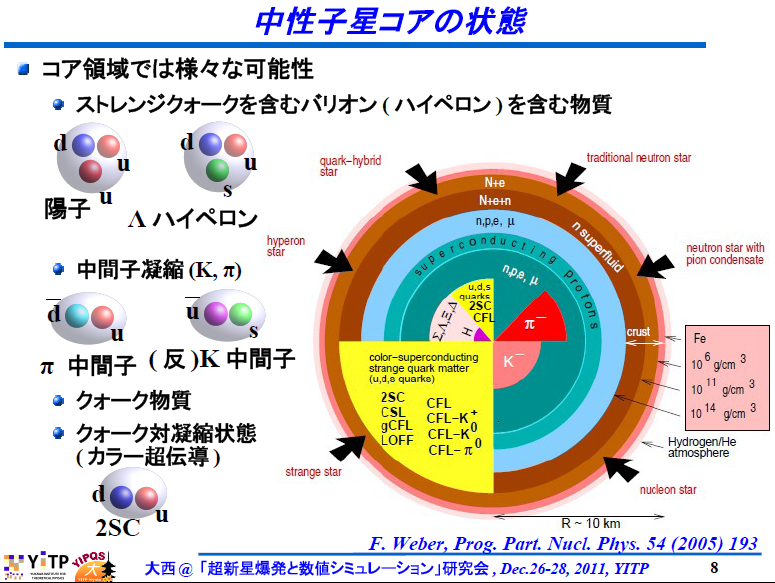 中性子星コアの状態
コア領域では様々な可能性
ストレンジクォークを含むバリオン ( ハイペロン ) を含む物質
d
u
u
陽子
d
u
s
Λ ハイペロン
中間子凝縮 (K, π)
d̅
u
π 中間子
u̅
s
( 反 )K 中間子
クォーク物質
クォーク対凝縮状態
( カラー超伝導 )
d
u
2SC
quark−hybrid
star
traditional neutron star
hyperon
star
neutron star with
pion condensate
N+e
N+e+n
n,p,e, μ
n superfluid
superconducting protons
n,p,e, μ
u,d,s
quarks
2SC
CFL
Σ,Λ,Ξ,Δ
H
π⁻
K⁻
crust
Fe
10⁶ g/cm³
10¹¹ g/cm³
10¹⁴ g/cm³
Hydrogen/He
atmosphere
color−superconducting
strange quark matter
(u,d,s quarks)
2SC
CSL
gCFL
LOFF
CFL
CFL−K⁺
CFL−K⁰
CFL−π⁰
strange star
nucleon star
R ~ 10 km
F. Weber, Prog. Part. Nucl. Phys. 54 (2005) 193
YiTP
YUKAWA INSTITUTE FOR
THEORETICAL PHYSICS
YIPQS
大西 @ 「超新星爆発と数値シミュレーション」研究会 , Dec.26-28, 2011, YITP
8